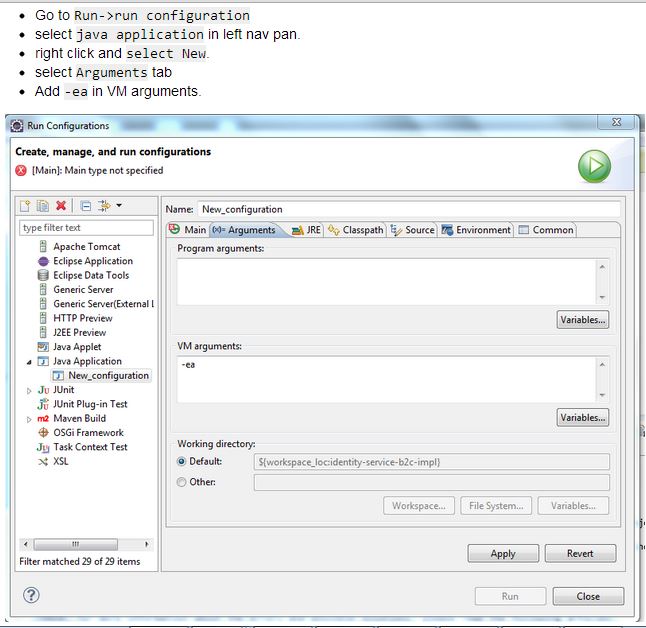 Go to Run->run configuration
select java application in left nav pan.
right click and select New.
select Arguments tab
Add -ea in VM arguments.
Run Configurations
Create, manage, and run configurations
[Main]: Main type not specified
Name: New_configuration
type filter text
Apache Tomcat
Eclipse Application
Eclipse Data Tools
Generic Server
Generic Server(External L
HTTP Preview
J2EE Preview
Java Applet
Java Application
New_configuration
JUnit
JUnit Plug-in Test
Maven Build
OSGi Framework
Task Context Test
XSL
Filter matched 29 of 29 items
Main (x)= Arguments JRE Classpath Source Environment Common
Program arguments:
Variables...
VM arguments:
-ea
Variables...
Working directory:
Default: ${workspace_loc:identity-service-b2c-impl}
Other:
Workspace... File System... Variables...
Apply Revert
Run Close